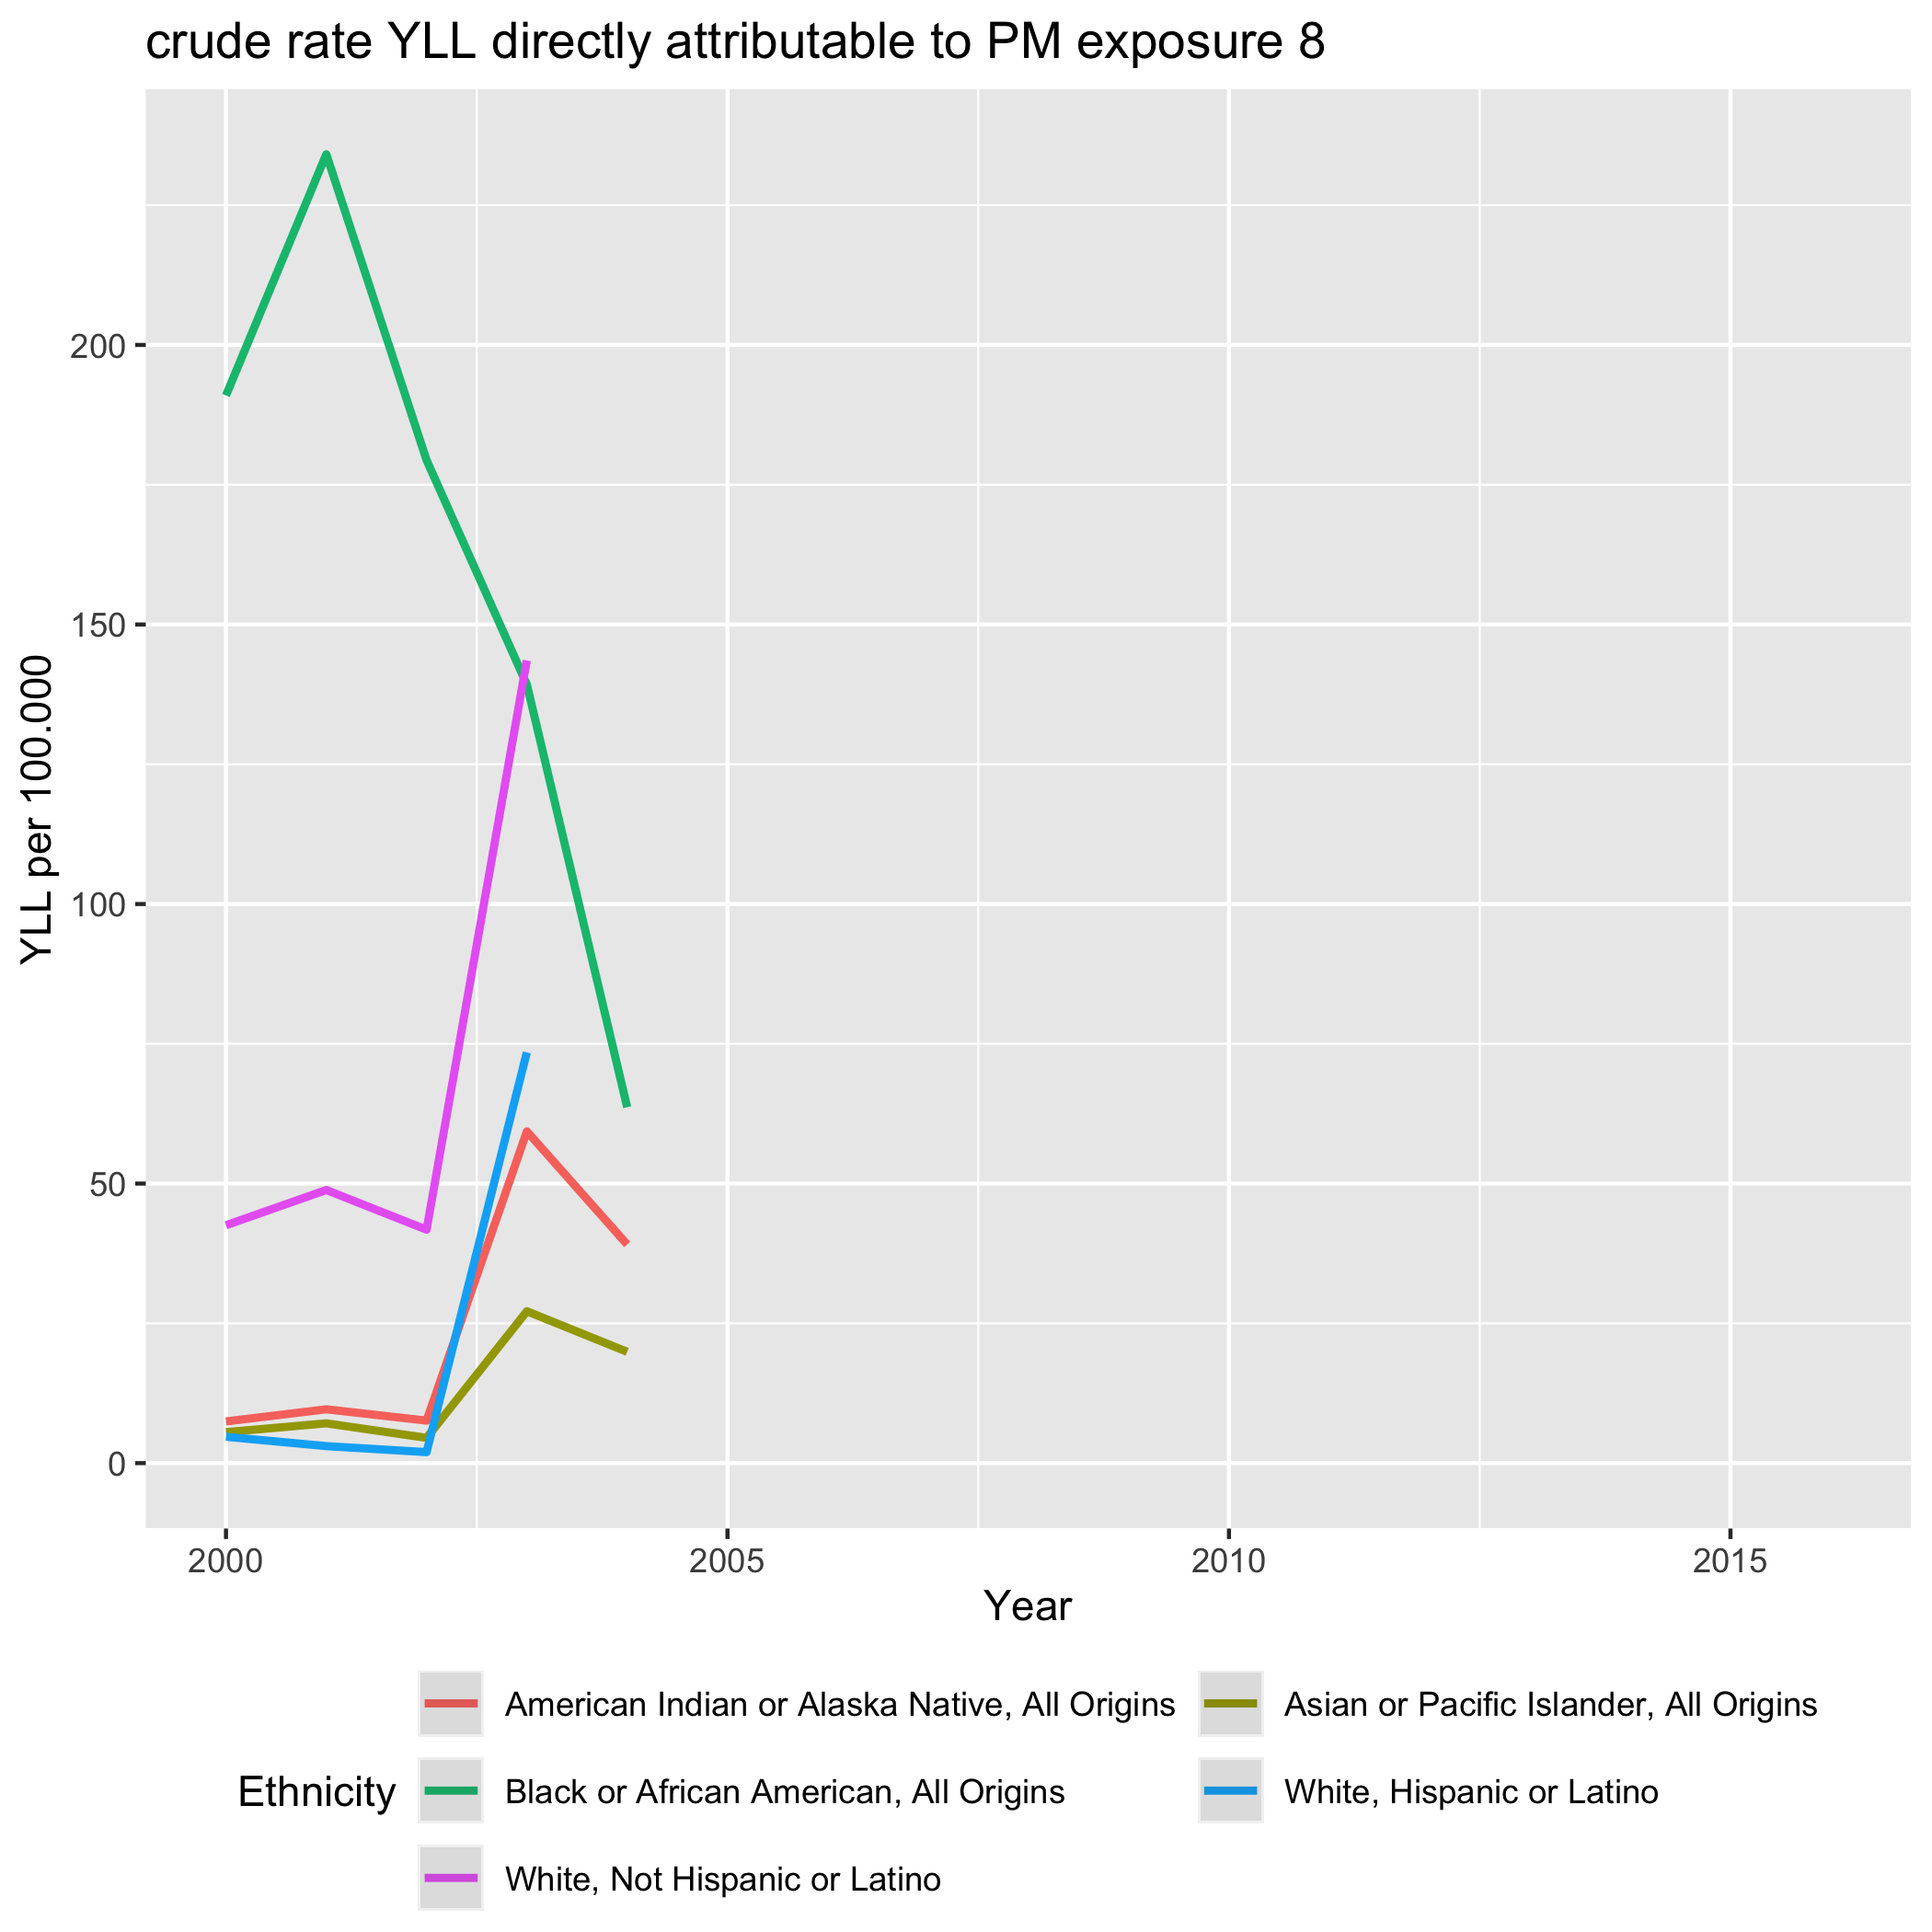 crude rate YLL directly attributable to PM exposure 8
YLL per 100.000
200
150
100
50
0
2000 2005 2010 2015
Year
Ethnicity
American Indian or Alaska Native, All Origins
Asian or Pacific Islander, All Origins
Black or African American, All Origins
White, Hispanic or Latino
White, Not Hispanic or Latino